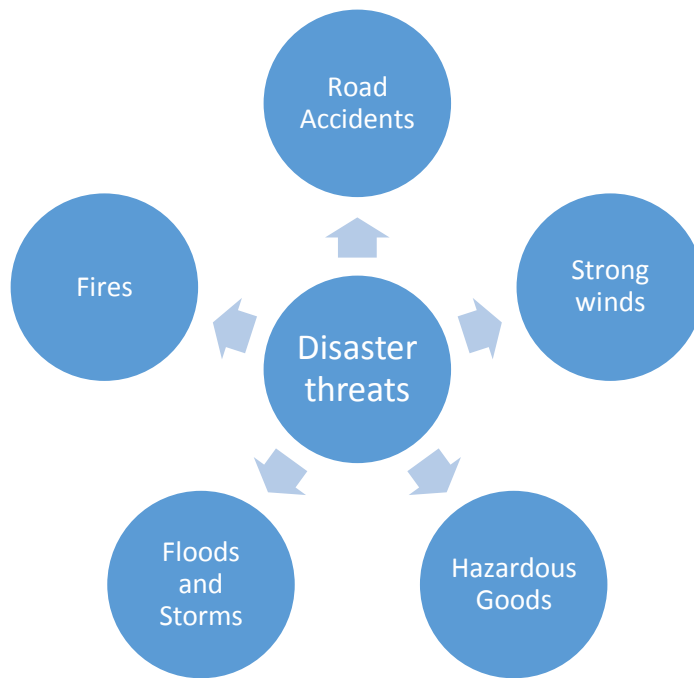 Road
Accidents
Strong
winds
Fires
Disaster
threats
Floods
and
Storms
Hazardous
Goods